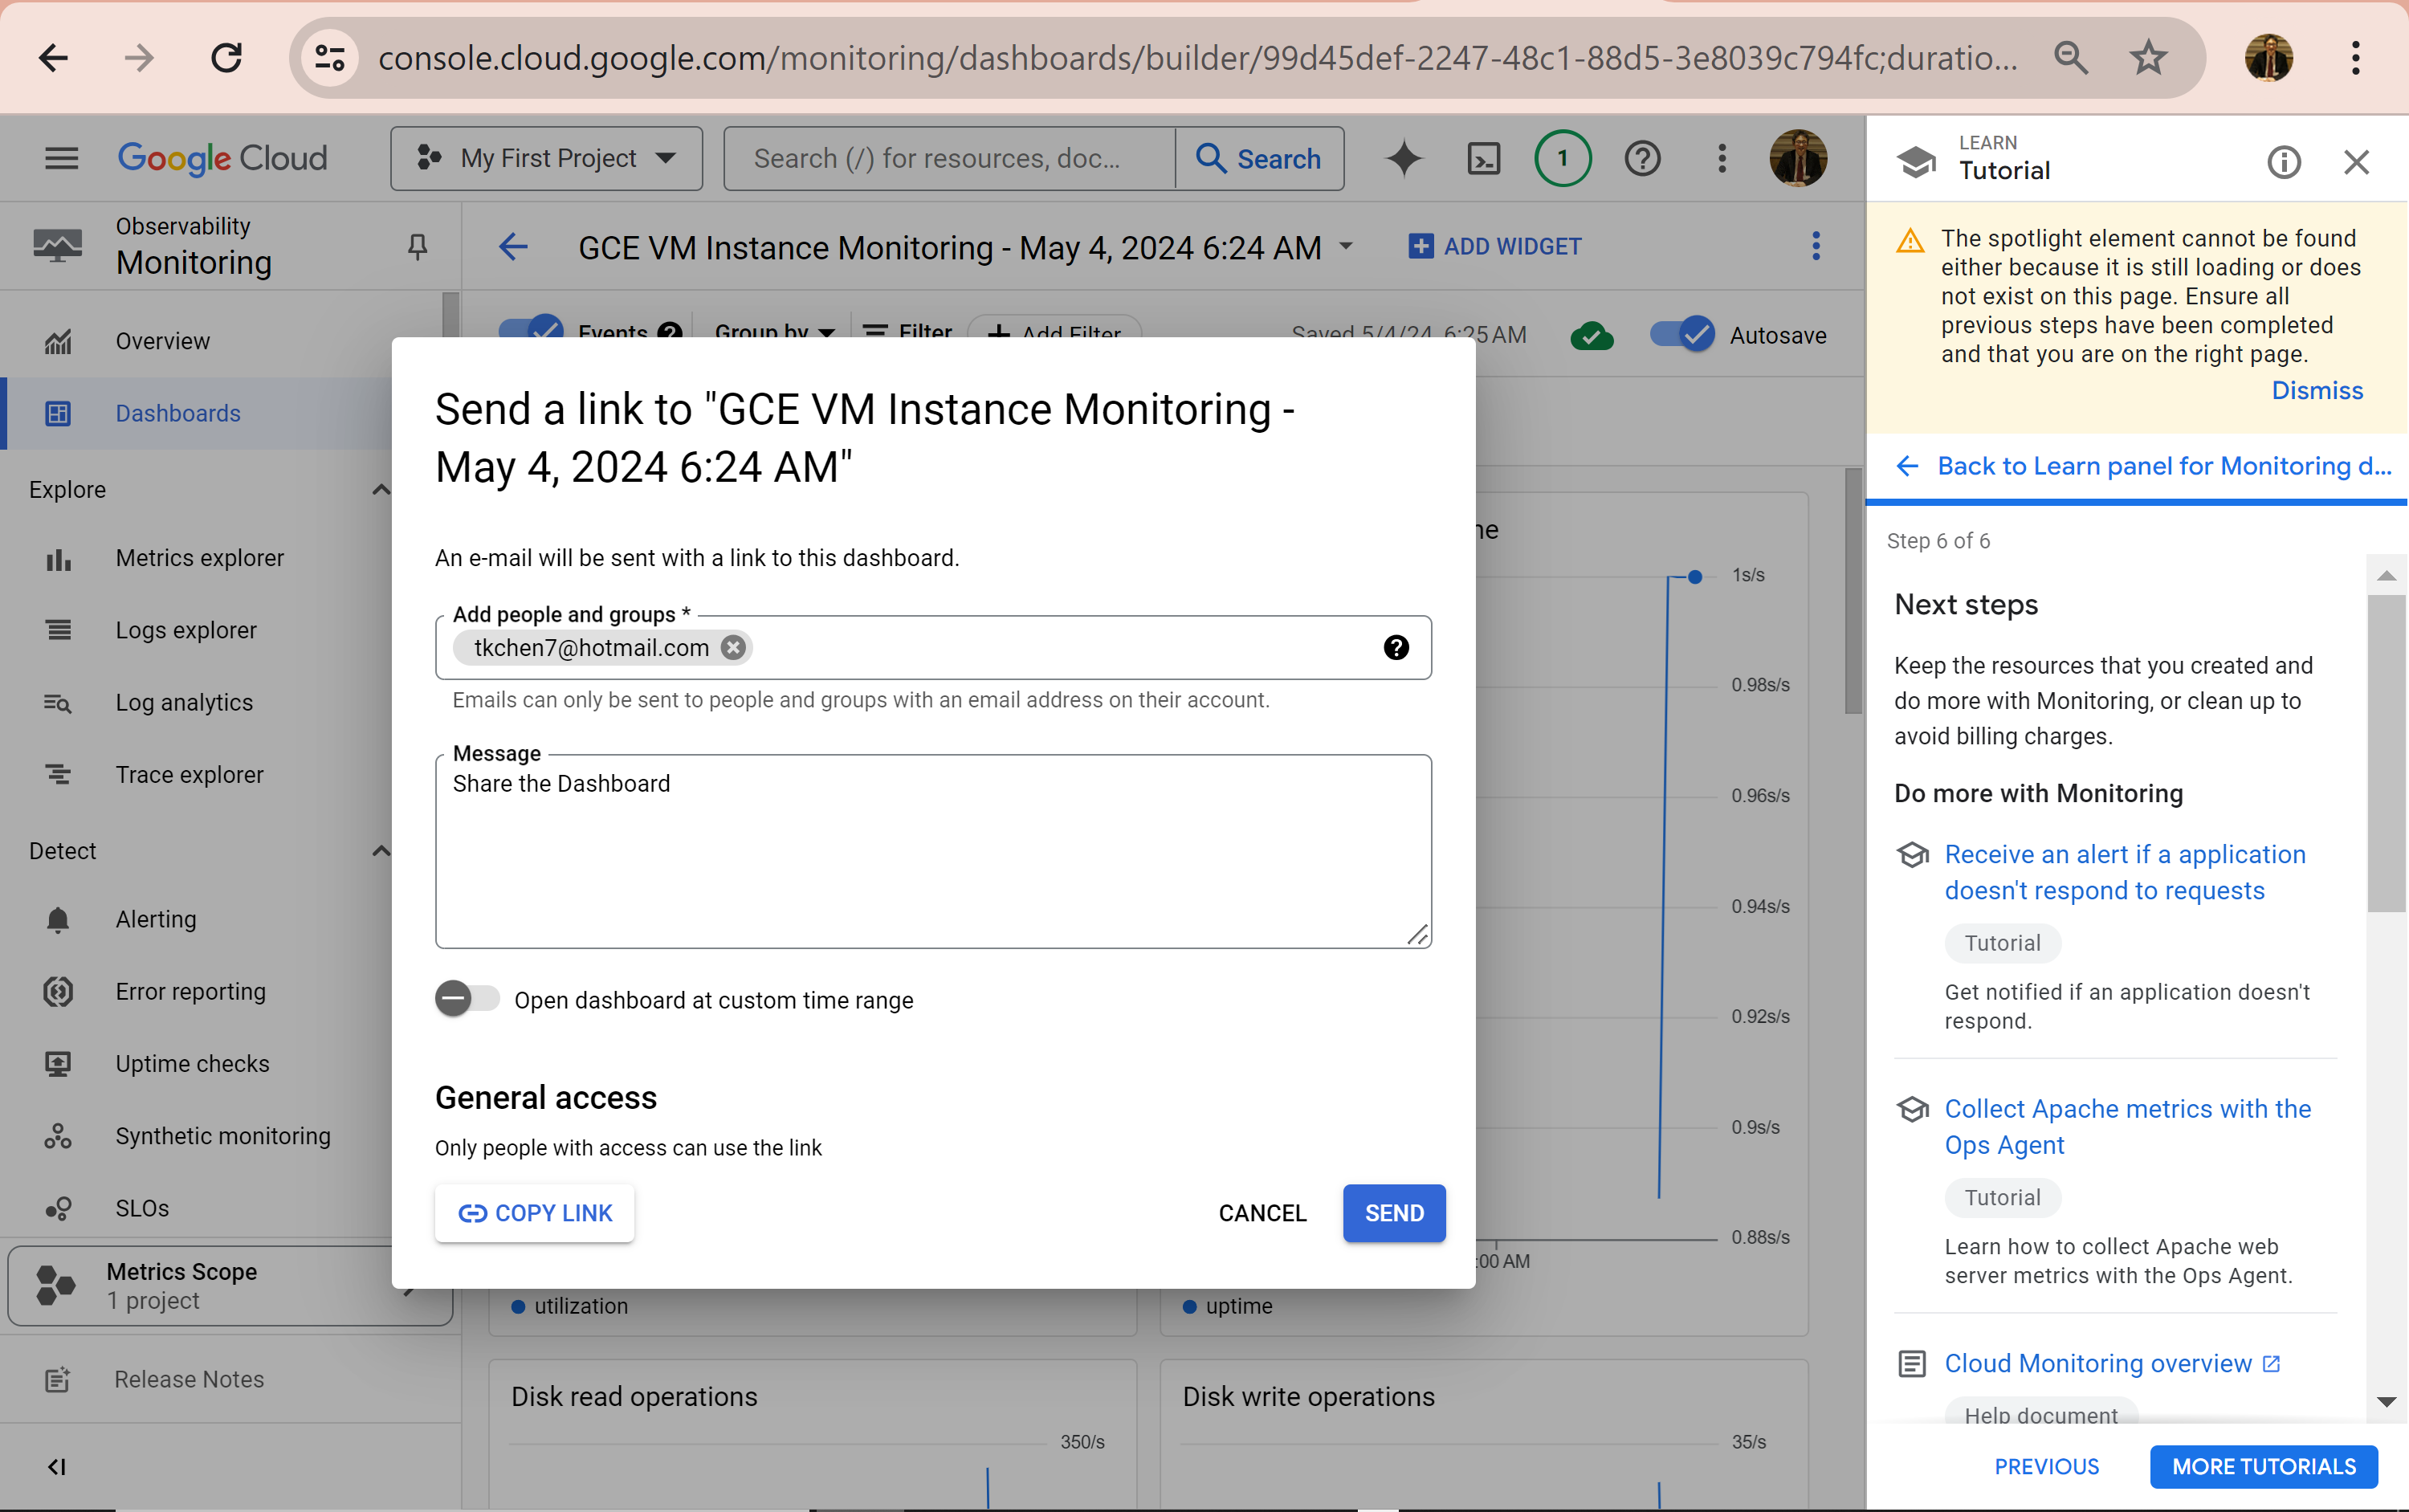 console.cloud.google.com/monitoring/dashboards/builder/99d45def-2247-48c1-88d5-3e8039c794fc;duratio...
Google Cloud
My First Project
Search (/) for resources, doc...
Search
1
Observability
Monitoring
GCE VM Instance Monitoring - May 4, 2024 6:24 AM
ADD WIDGET
Overview
Dashboards
Explore
Metrics explorer
Logs explorer
Log analytics
Trace explorer
Detect
Alerting
Error reporting
Uptime checks
Synthetic monitoring
SLOs
Metrics Scope
1 project
Release Notes
Events
Group by
Filter
Add Filter
Saved 5/4/24, 6:25 AM
Autosave
Send a link to "GCE VM Instance Monitoring -
May 4, 2024 6:24 AM"
An e-mail will be sent with a link to this dashboard.
Add people and groups *
tkchen7@hotmail.com
Emails can only be sent to people and groups with an email address on their account.
Message
Share the Dashboard
Open dashboard at custom time range
General access
Only people with access can use the link
COPY LINK
CANCEL
SEND
1s/s
0.98s/s
0.96s/s
0.94s/s
0.92s/s
0.9s/s
0.88s/s
:00 AM
utilization
uptime
Disk read operations
350/s
Disk write operations
35/s
LEARN
Tutorial
The spotlight element cannot be found
either because it is still loading or does
not exist on this page. Ensure all
previous steps have been completed
and that you are on the right page.
Dismiss
Back to Learn panel for Monitoring d...
Step 6 of 6
Next steps
Keep the resources that you created and
do more with Monitoring, or clean up to
avoid billing charges.
Do more with Monitoring
Receive an alert if a application
doesn't respond to requests
Tutorial
Get notified if an application doesn't
respond.
Collect Apache metrics with the
Ops Agent
Tutorial
Learn how to collect Apache web
server metrics with the Ops Agent.
Cloud Monitoring overview
Help document
PREVIOUS
MORE TUTORIALS